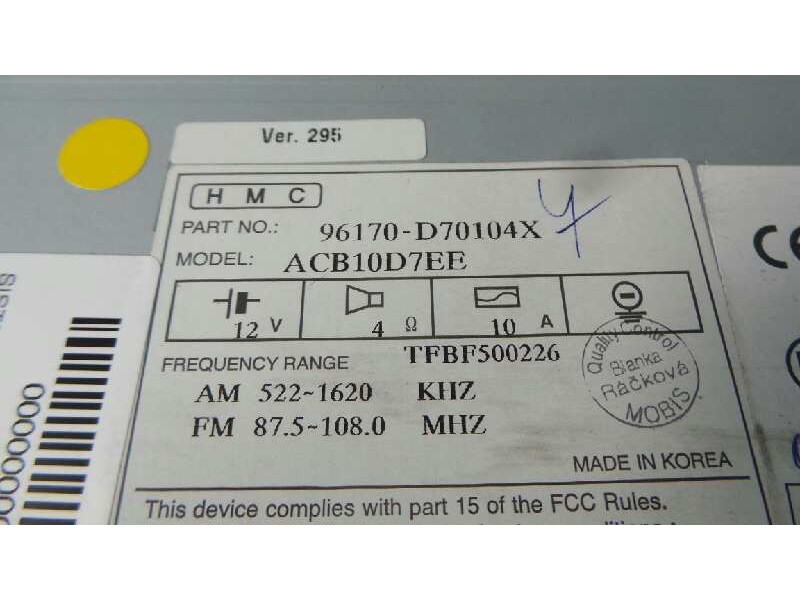 Ver. 295
H M C
PART NO.: 96170-D70104X
MODEL: ACB10D7EE
12 V 4 Ω 10 A
TFBF500226
FREQUENCY RANGE
AM 522~1620 KHZ
FM 87.5~108.0 MHZ
Quality Control
Blanka
Ráčková
MOBIS
MADE IN KOREA
This device complies with part 15 of the FCC Rules.